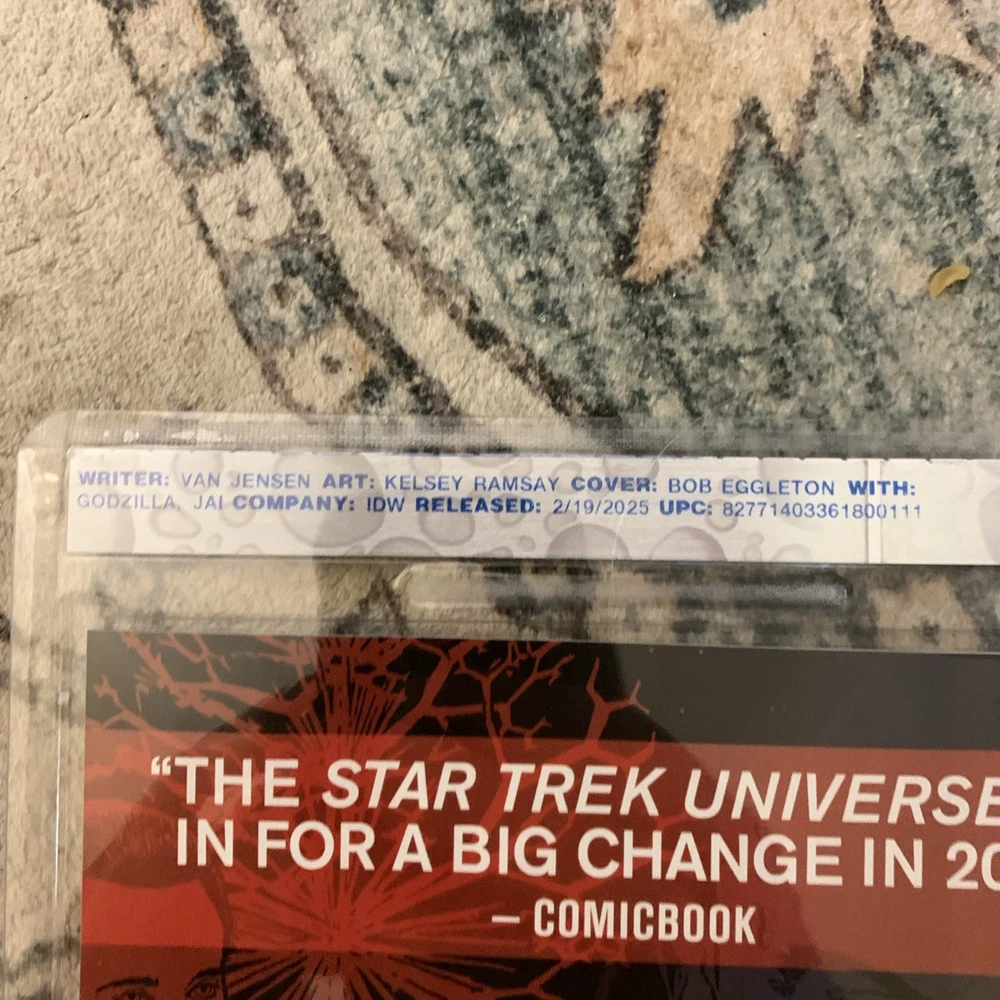 WRITER: VAN JENSEN ART: KELSEY RAMSAY COVER: BOB EGGLETON WITH:
GODZILLA, JAI COMPANY: IDW RELEASED: 2/19/2025 UPC: 82771403361800111
“THE STAR TREK UNIVERSE
IN FOR A BIG CHANGE IN 20
– COMICBOOK